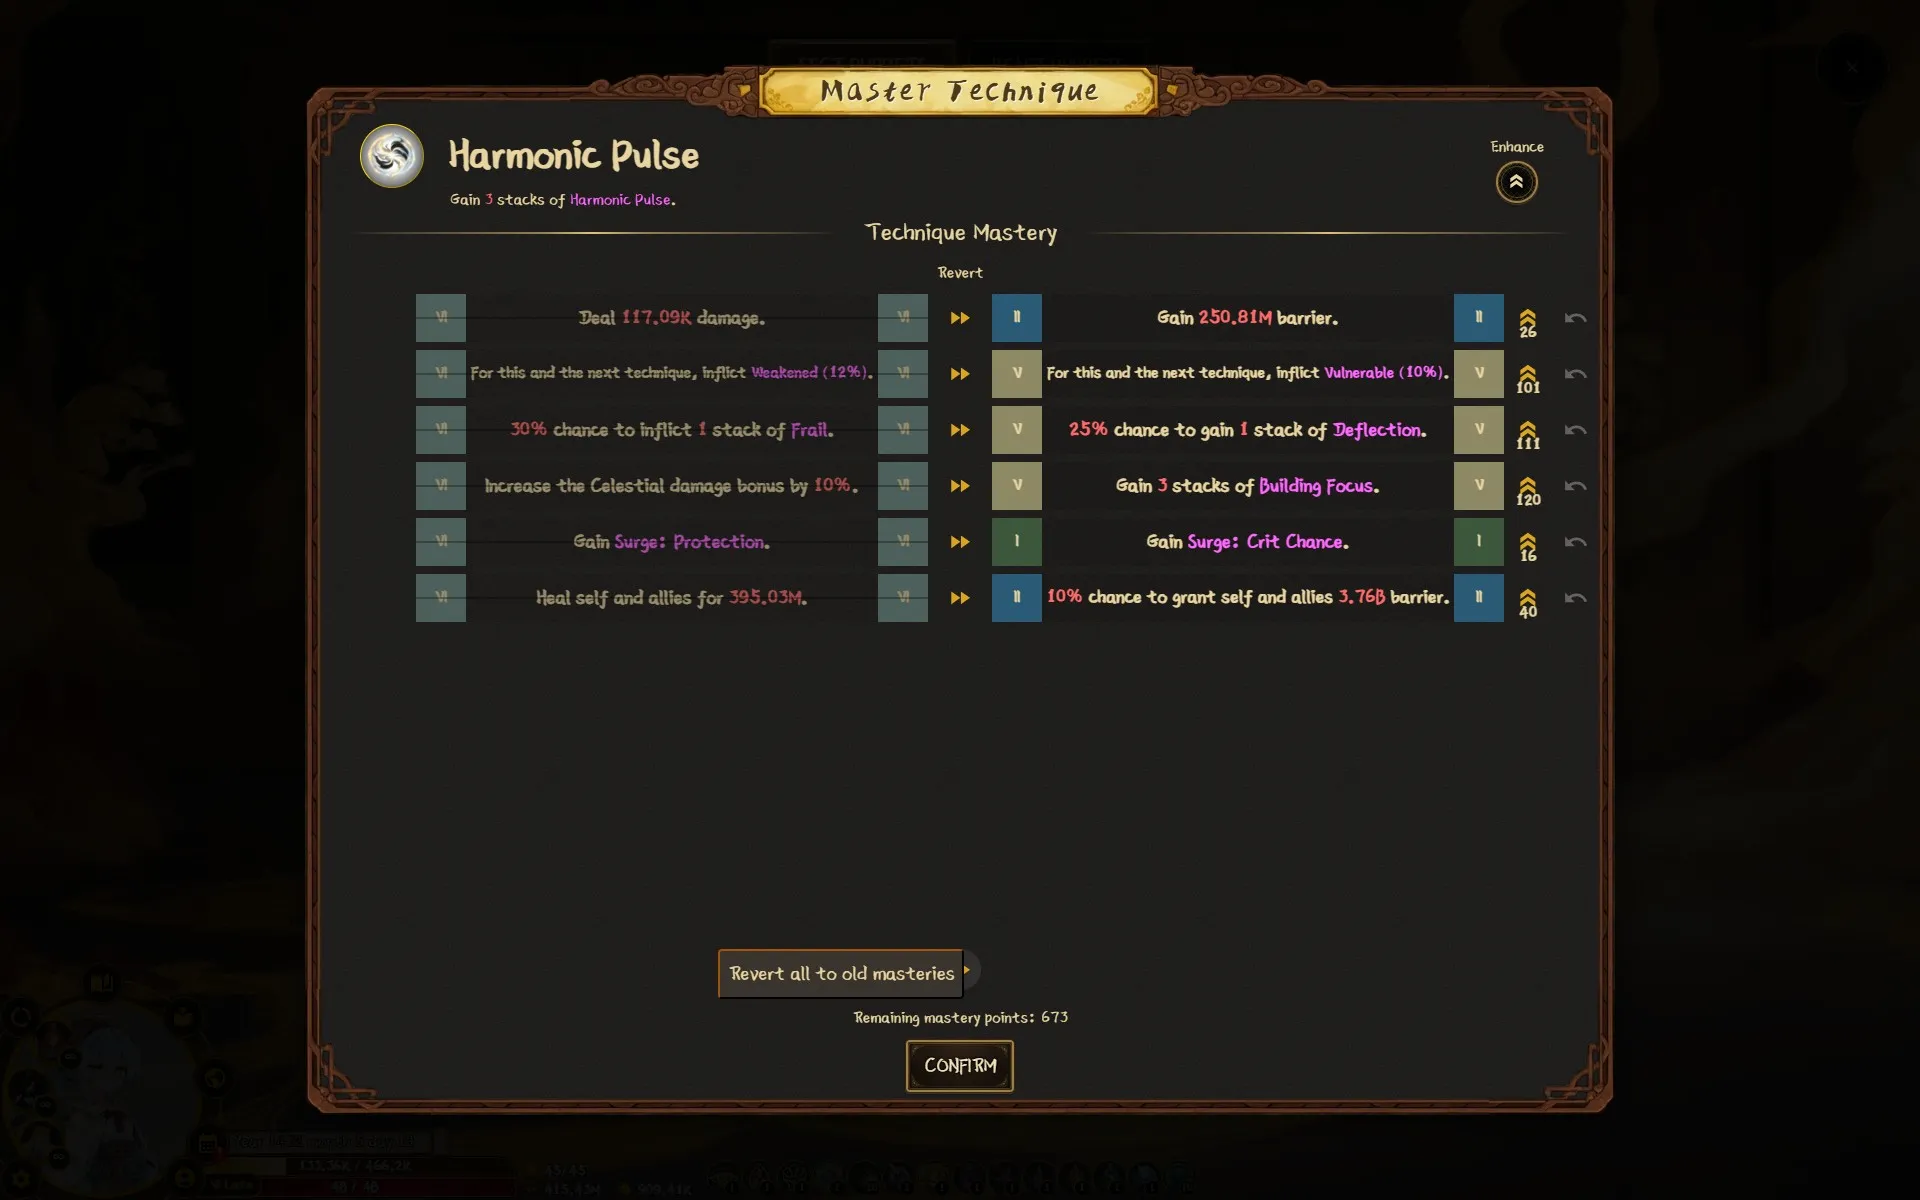 Master Technique
Harmonic Pulse
Enhance
Gain 3 stacks of Harmonic Pulse.
Technique Mastery
Revert
VI Deal 117.09K damage. VI II Gain 250.81M barrier. II 26
VI For this and the next technique, inflict Weakened (12%). VI V For this and the next technique, inflict Vulnerable (10%). V 101
VI 30% chance to inflict 1 stack of Frail. VI V 25% chance to gain 1 stack of Deflection. V 111
VI Increase the Celestial damage bonus by 10%. VI V Gain 3 stacks of Building Focus. V 120
VI Gain Surge: Protection. VI I Gain Surge: Crit Chance. I 16
VI Heal self and allies for 395.03M. VI II 10% chance to grant self and allies 3.76B barrier. II 40
Revert all to old masteries
Remaining mastery points: 673
CONFIRM